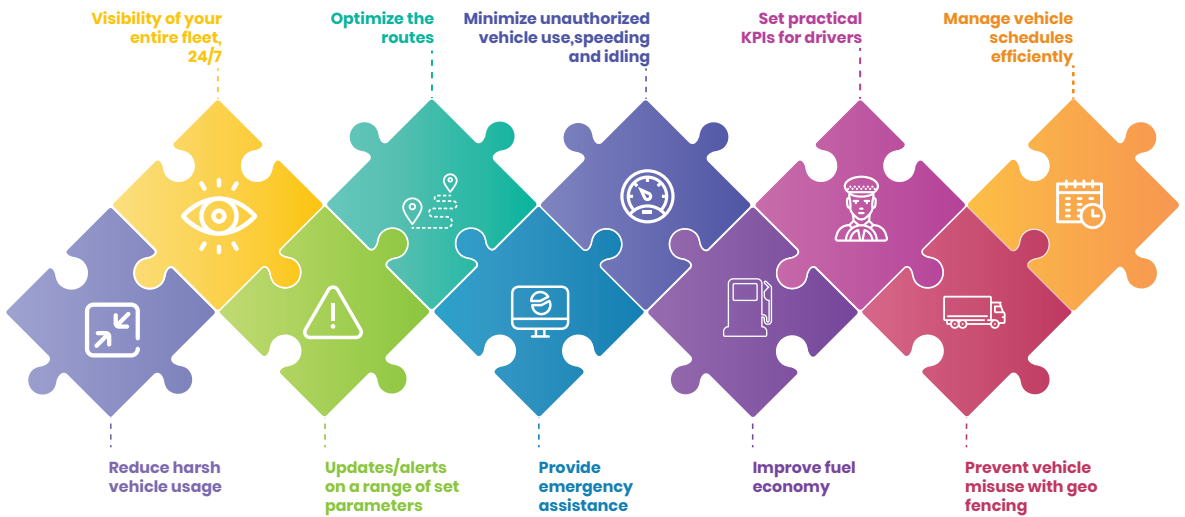 Visibility of your
entire fleet,
24/7
Optimize the
routes
Minimize unauthorized
vehicle use,speeding
and idling
Set practical
KPIs for drivers
Manage vehicle
schedules
efficiently
Reduce harsh
vehicle usage
Updates/alerts
on a range of set
parameters
Provide
emergency
assistance
Improve fuel
economy
Prevent vehicle
misuse with geo
fencing